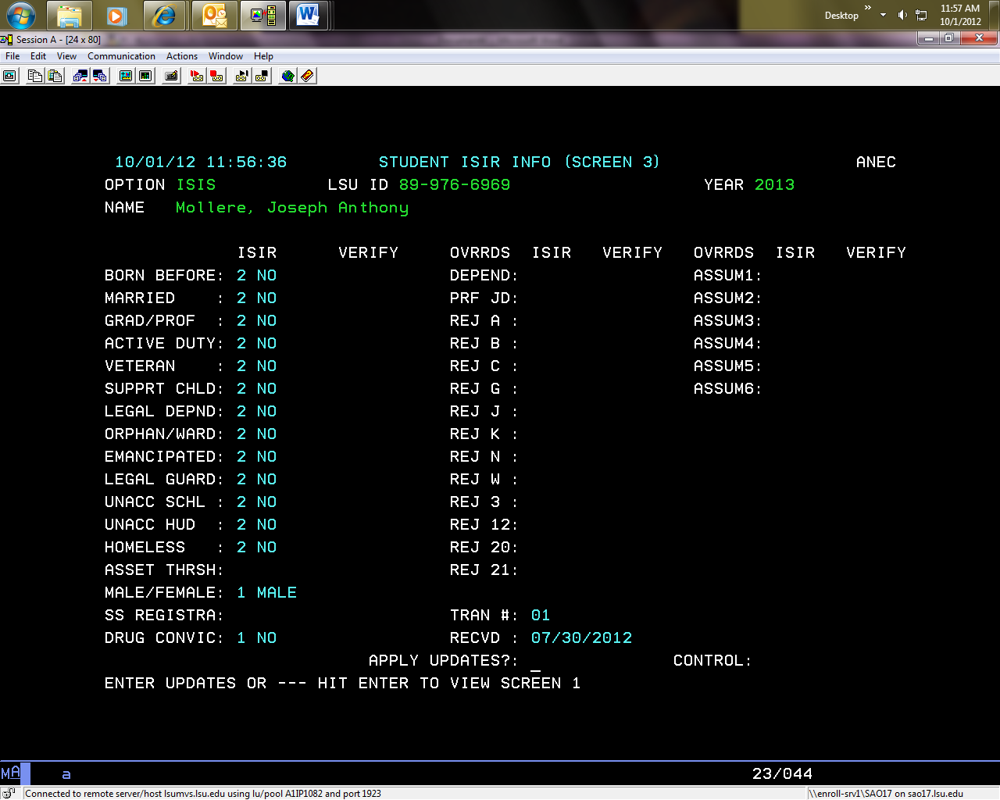 Desktop » 11:57 AM
10/1/2012
Session A - [24 x 80]
File Edit View Communication Actions Window Help
10/01/12 11:56:36 STUDENT ISIR INFO (SCREEN 3) ANEC
OPTION ISIS LSU ID 89-976-6969 YEAR 2013
NAME Mollere, Joseph Anthony
ISIR VERIFY OVRRDS ISIR VERIFY OVRRDS ISIR VERIFY
BORN BEFORE: 2 NO DEPEND: ASSUM1:
MARRIED : 2 NO PRF JD: ASSUM2:
GRAD/PROF : 2 NO REJ A : ASSUM3:
ACTIVE DUTY: 2 NO REJ B : ASSUM4:
VETERAN : 2 NO REJ C : ASSUM5:
SUPPRT CHLD: 2 NO REJ G : ASSUM6:
LEGAL DEPND: 2 NO REJ J :
ORPHAN/WARD: 2 NO REJ K :
EMANCIPATED: 2 NO REJ N :
LEGAL GUARD: 2 NO REJ W :
UNACC SCHL : 2 NO REJ 3 :
UNACC HUD : 2 NO REJ 12:
HOMELESS : 2 NO REJ 20:
ASSET THRSH: REJ 21:
MALE/FEMALE: 1 MALE
SS REGISTRA: TRAN #: 01
DRUG CONVIC: 1 NO RECVD : 07/30/2012
APPLY UPDATES?: _ CONTROL:
ENTER UPDATES OR --- HIT ENTER TO VIEW SCREEN 1
MA a 23/044
Connected to remote server/host lsumvs.lsu.edu using lu/pool A1IP1082 and port 1923 \\enroll-srv1\SAO17 on sao17.lsu.edu